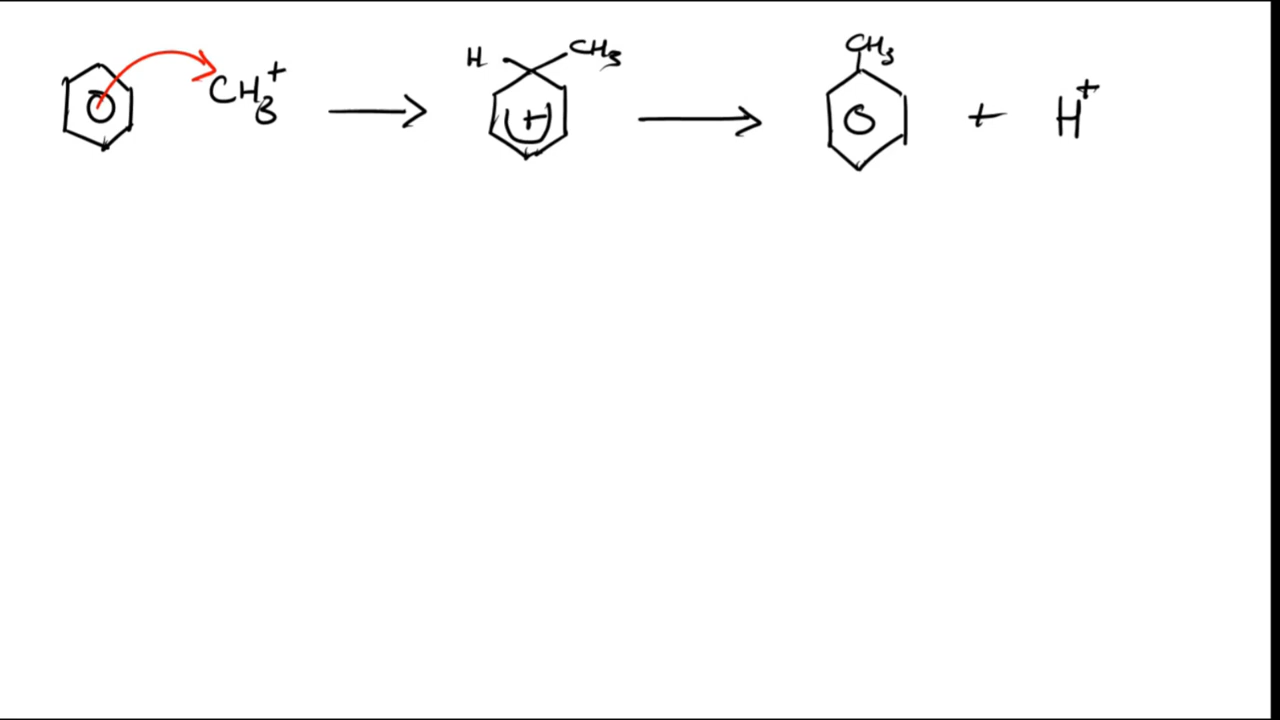 CH₃⁺ ⟶ H CH₃ + ⟶ CH₃ + H⁺